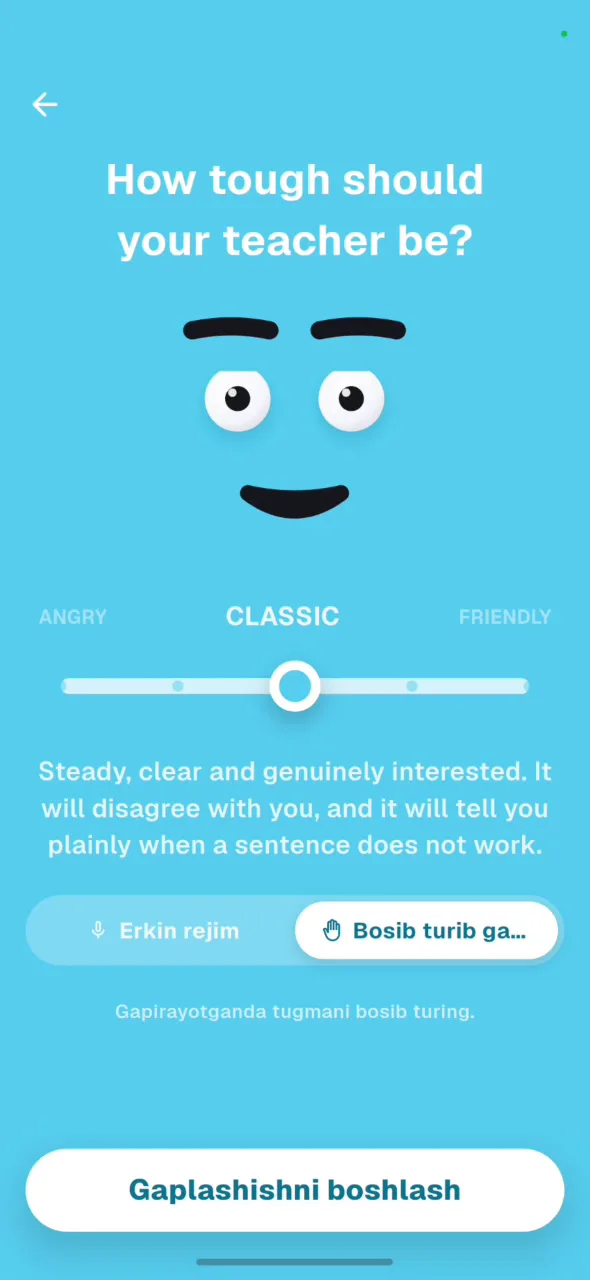 How tough should
your teacher be?
ANGRY
CLASSIC
FRIENDLY
Steady, clear and genuinely interested. It
will disagree with you, and it will tell you
plainly when a sentence does not work.
Erkin rejim
Bosib turib ga...
Gapirayotganda tugmani bosib turing.
Gaplashishni boshlash